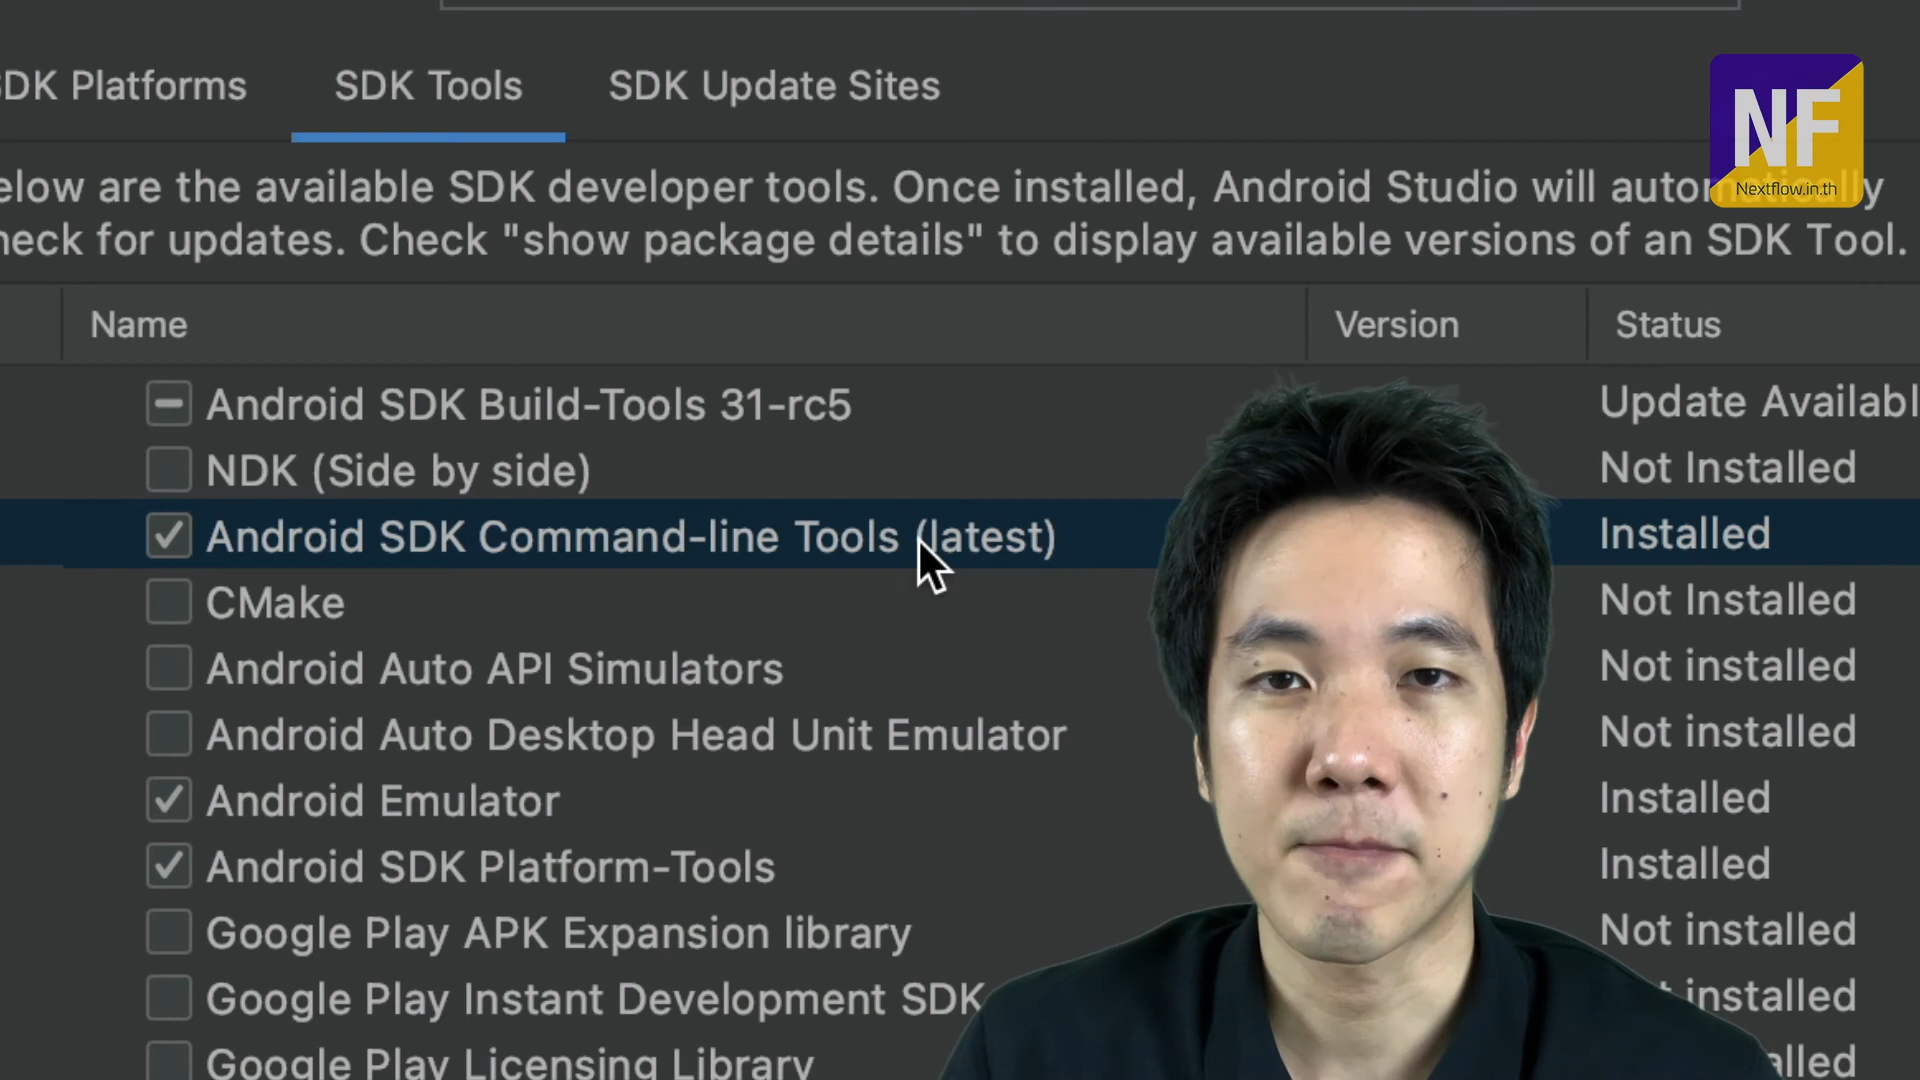 SDK Platforms SDK Tools SDK Update Sites
NF
Nextflow.in.th
elow are the available SDK developer tools. Once installed, Android Studio will automatically
heck for updates. Check "show package details" to display available versions of an SDK Tool.
Name Version Status
Android SDK Build-Tools 31-rc5 Update Availabl
NDK (Side by side) Not Installed
Android SDK Command-line Tools (latest) Installed
CMake Not Installed
Android Auto API Simulators Not installed
Android Auto Desktop Head Unit Emulator Not installed
Android Emulator Installed
Android SDK Platform-Tools Installed
Google Play APK Expansion library Not installed
Google Play Instant Development SDK installed
Google Play Licensing Library alled